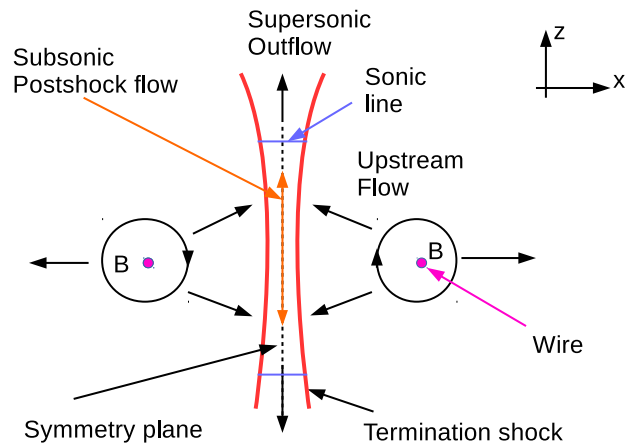 Supersonic
Outflow
z
x
Subsonic
Postshock flow
Sonic
line
Upstream
Flow
B
B
Wire
Symmetry plane
Termination shock